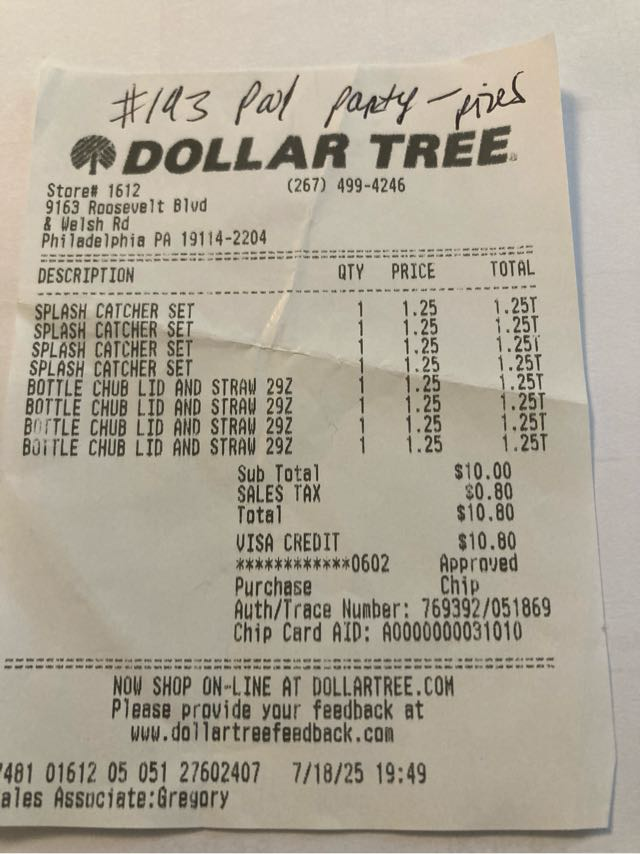 #193 Pool party - prizes
DOLLAR TREE
Store# 1612 (267) 499-4246
9163 Roosevelt Blvd
& Welsh Rd
Philadelphia PA 19114-2204
DESCRIPTION QTY PRICE TOTAL
SPLASH CATCHER SET 1 1.25 1.25T
SPLASH CATCHER SET 1 1.25 1.25T
SPLASH CATCHER SET 1 1.25 1.25T
SPLASH CATCHER SET 1 1.25 1.25T
BOTTLE CHUB LID AND STRAW 29Z 1 1.25 1.25T
BOTTLE CHUB LID AND STRAW 29Z 1 1.25 1.25T
BOTTLE CHUB LID AND STRAW 29Z 1 1.25 1.25T
BOTTLE CHUB LID AND STRAW 29Z 1 1.25 1.25T
Sub Total $10.00
SALES TAX $0.80
Total $10.80
VISA CREDIT $10.80
************0602 Approved
Purchase Chip
Auth/Trace Number: 769392/051869
Chip Card AID: A0000000031010
NOW SHOP ON-LINE AT DOLLARTREE.COM
Please provide your feedback at
www.dollartreefeedback.com
7481 01612 05 051 27602407 7/18/25 19:49
ales Associate:Gregory